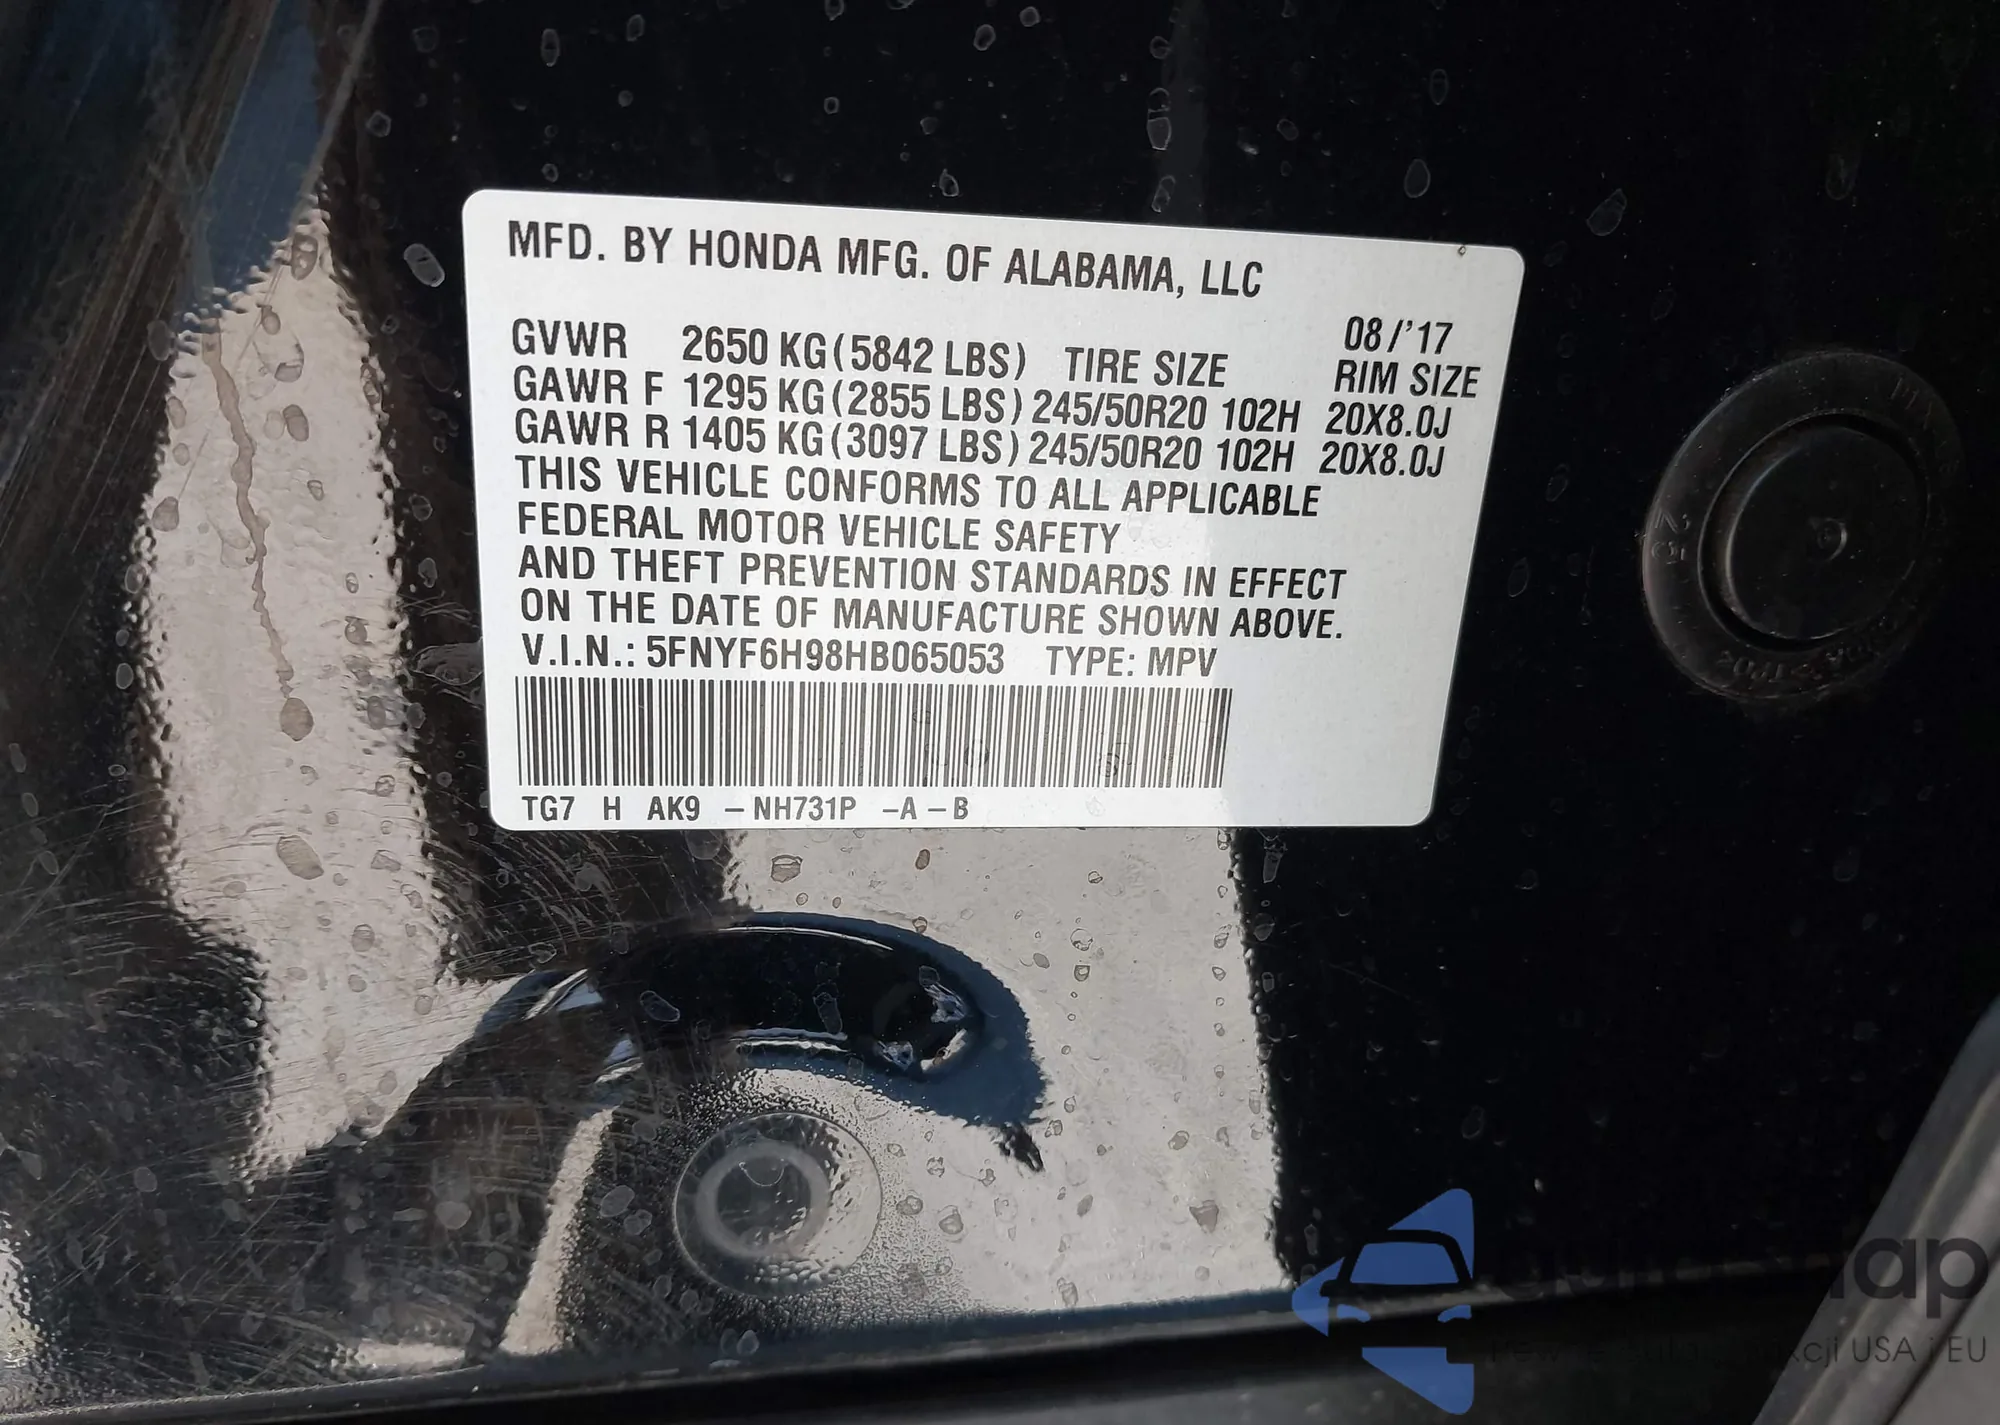 MFD. BY HONDA MFG. OF ALABAMA, LLC
08/'17
GVWR 2650 KG(5842 LBS) TIRE SIZE RIM SIZE
GAWR F 1295 KG(2855 LBS)245/50R20 102H 20X8.0J
GAWR R 1405 KG(3097 LBS)245/50R20 102H 20X8.0J
THIS VEHICLE CONFORMS TO ALL APPLICABLE
FEDERAL MOTOR VEHICLE SAFETY
AND THEFT PREVENTION STANDARDS IN EFFECT
ON THE DATE OF MANUFACTURE SHOWN ABOVE.
V.I.N.: 5FNYF6H98HB065053 TYPE: MPV
TG7 H AK9 -NH731P -A-B
USA i EU